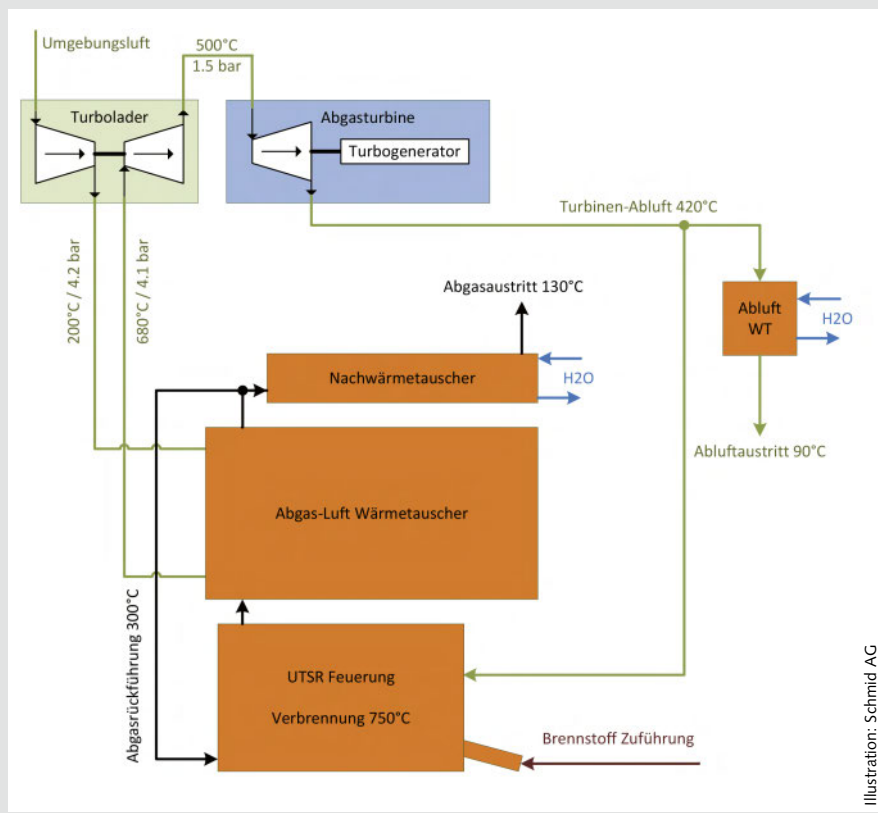 Umgebungsluft
500°C
1.5 bar
Turbolader
Abgasturbine
Turbogenerator
Turbinen-Abluft 420°C
200°C / 4.2 bar
680°C / 4.1 bar
Abgasaustritt 130°C
Abluft
WT
H2O
Nachwärmetauscher
H2O
Abluftaustritt 90°C
Abgas-Luft Wärmetauscher
Abgasrückführung 300°C
UTSR Feuerung
Verbrennung 750°C
Brennstoff Zuführung
Illustration: Schmid AG